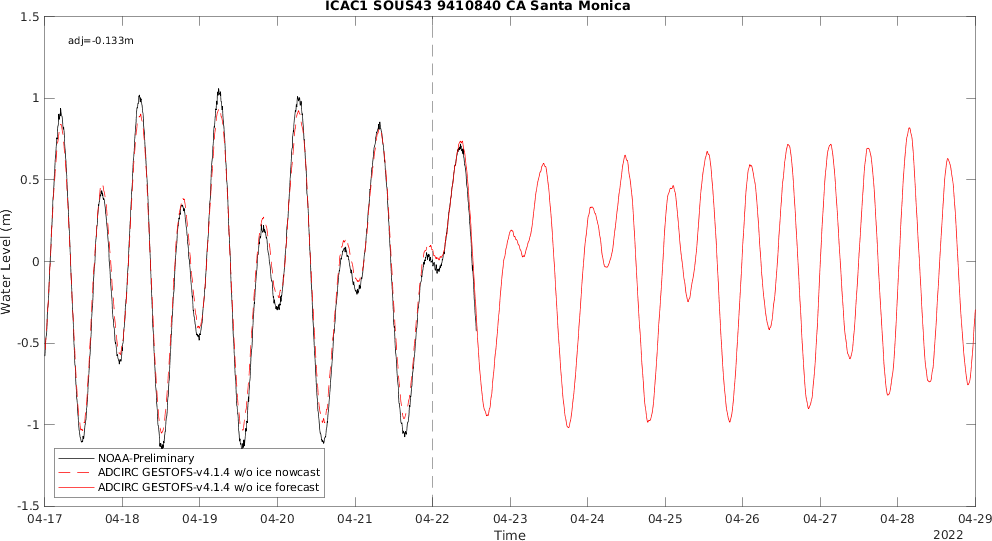 ICAC1 SOUS43 9410840 CA Santa Monica
1.5
adj=-0.133m
1
0.5
0
-0.5
-1
-1.5
Water Level (m)
NOAA-Preliminary
ADCIRC GESTOFS-v4.1.4 w/o ice nowcast
ADCIRC GESTOFS-v4.1.4 w/o ice forecast
04-17 04-18 04-19 04-20 04-21 04-22 04-23 04-24 04-25 04-26 04-27 04-28 04-29
Time
2022